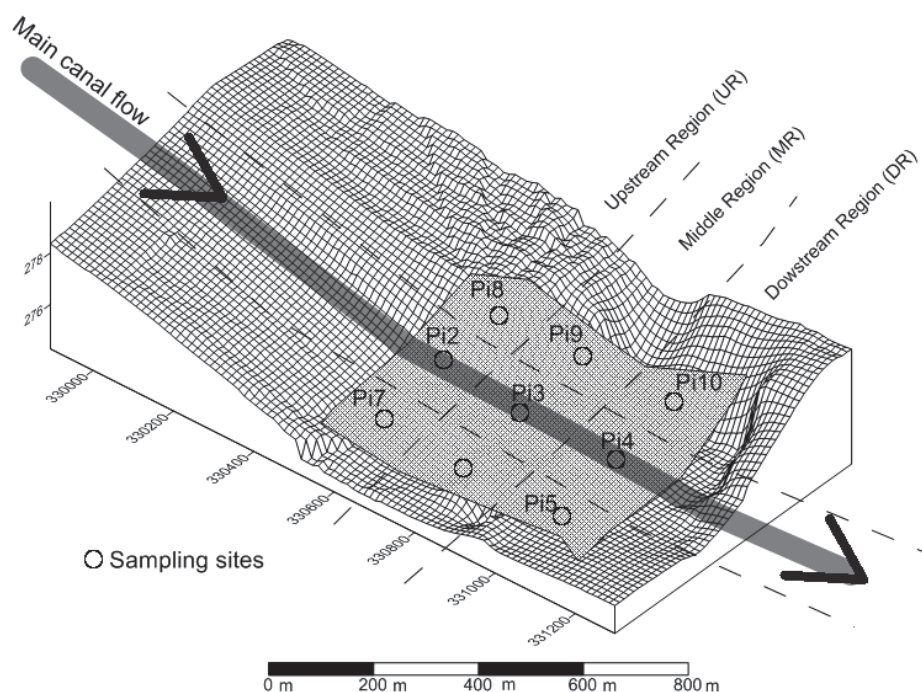 Main canal flow
Upstream Region (UR)
Middle Region (MR)
Dowstream Region (DR)
278
276
Pi8
Pi2
Pi9
Pi7
Pi3
Pi10
Pi4
Pi5
330000
330200
330400
330600
330800
331000
331200
Sampling sites
0 m 200 m 400 m 600 m 800 m